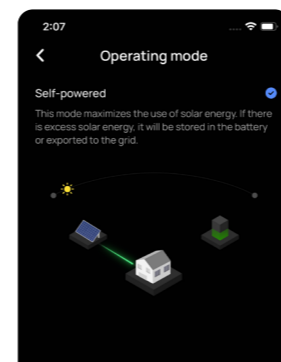 2:07
Operating mode
Self-powered
This mode maximizes the use of solar energy. If there
is excess solar energy, it will be stored in the battery
or exported to the grid.